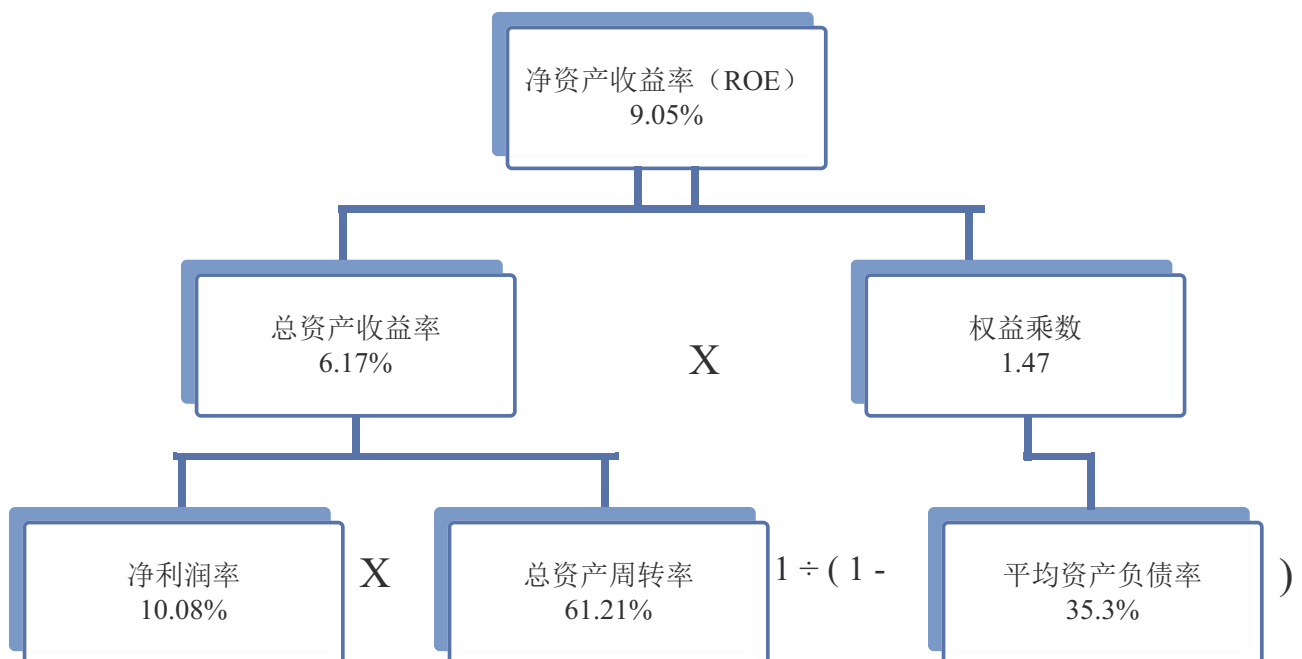 净资产收益率（ROE）
9.05%
总资产收益率
6.17%
X
权益乘数
1.47
净利润率
10.08%
X
总资产周转率
61.21%
1 ÷ ( 1 -
平均资产负债率
35.3%
)